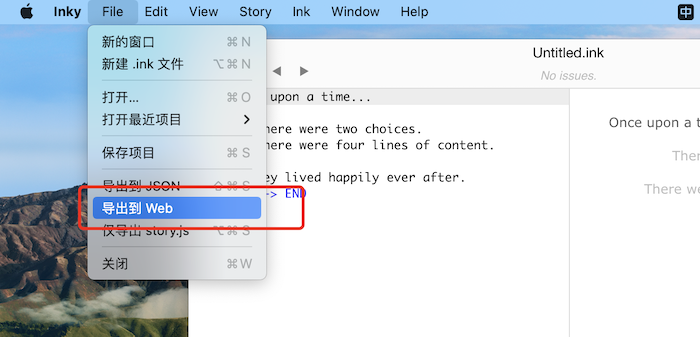 Inky File Edit View Story Ink Window Help 中
新的窗口 ⌘ N
新建 .ink 文件 ⌥ ⌘ N
打开... ⌘ O
打开最近项目
保存项目 ⌘ S
导出到 JSON ⇧ ⌘ S
导出到 Web
仅导出 story.js ⌥ ⌘ S
关闭 ⌘ W
Untitled.ink
No issues.
upon a time...
here were two choices.
here were four lines of content.
ey lived happily ever after.
-> END
Once upon a t
Ther
There we